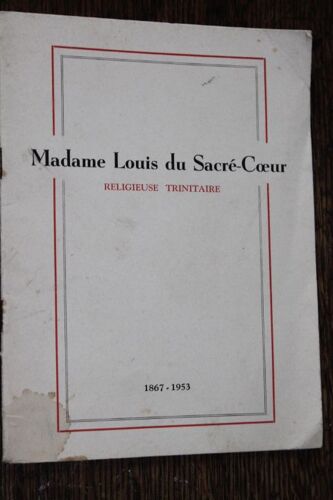 Madame Louis du Sacré-Cœur
RELIGIEUSE TRINITAIRE
1867-1953